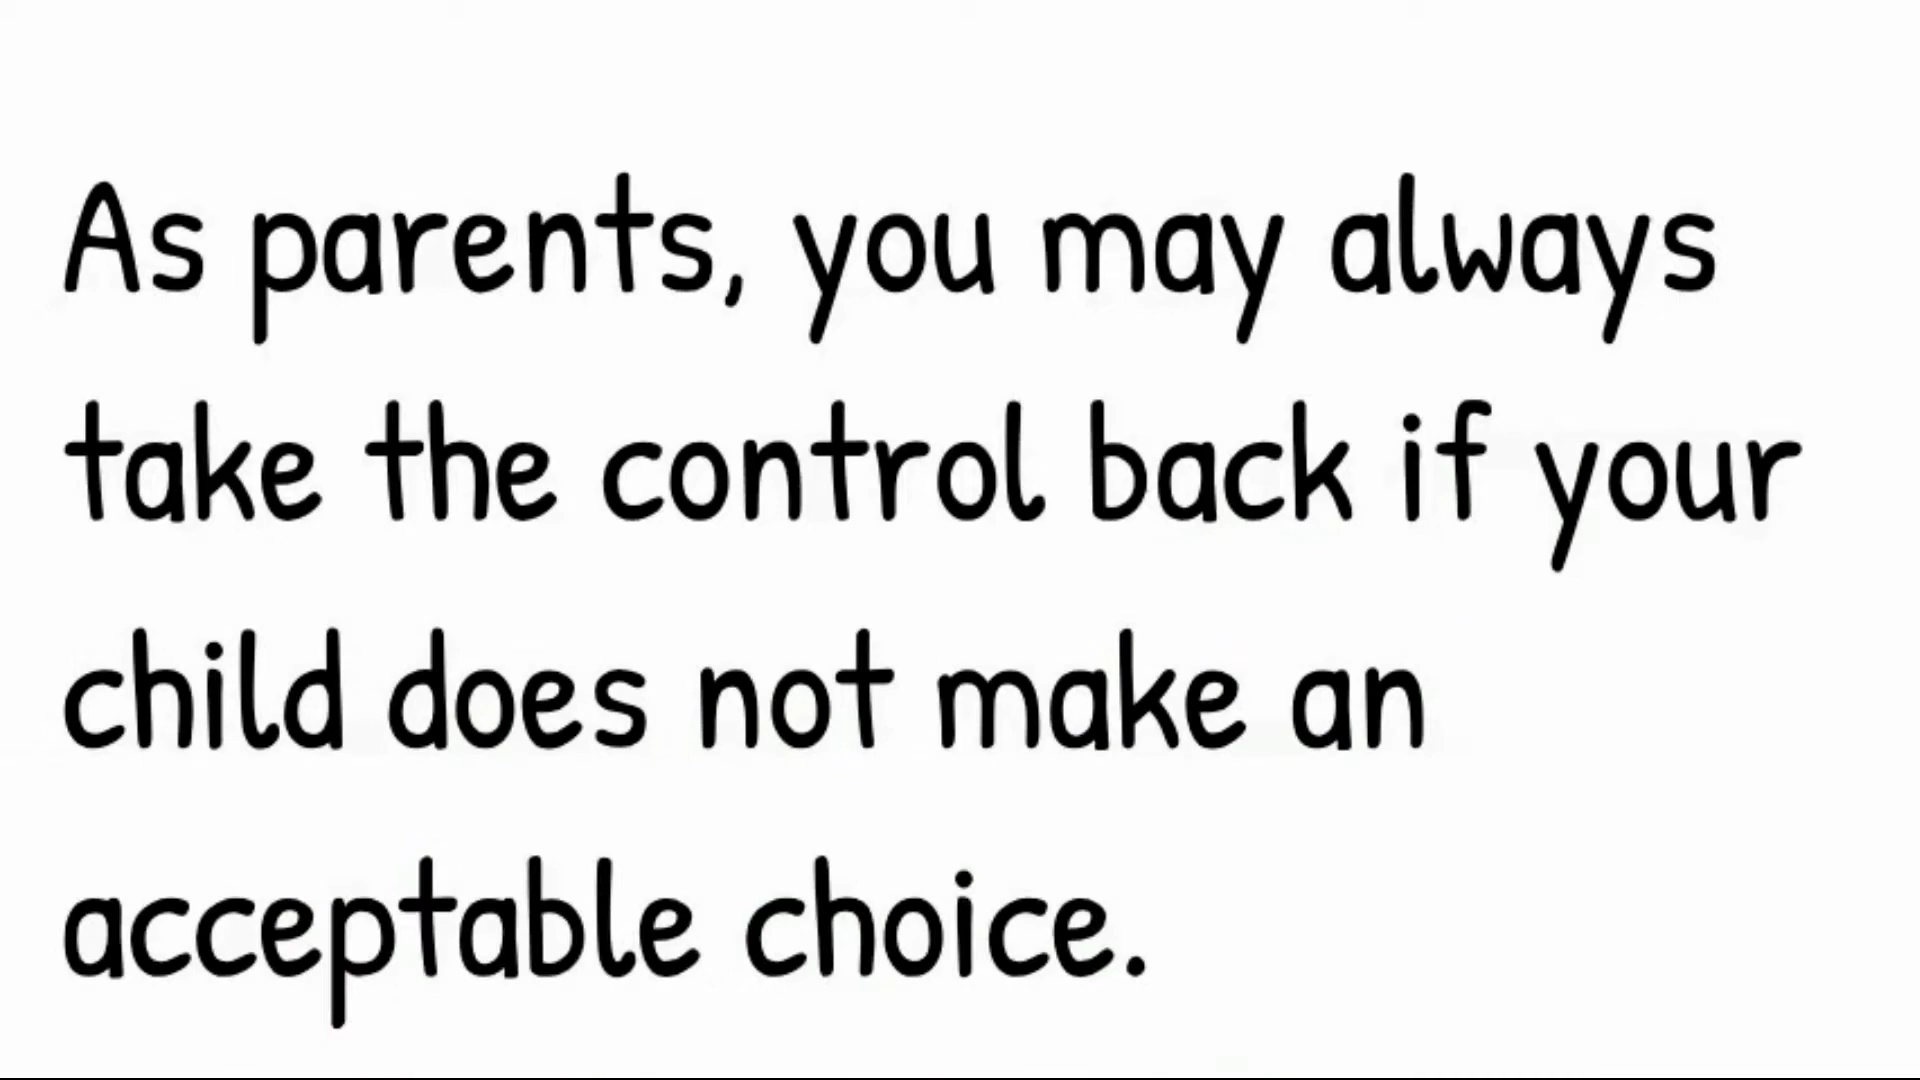 As parents, you may always
take the control back if your
child does not make an
acceptable choice.